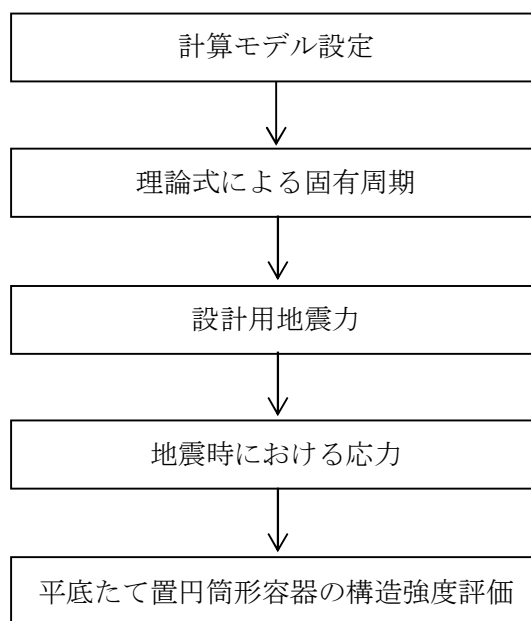 計算モデル設定
理論式による固有周期
設計用地震力
地震時における応力
平底たて置円筒形容器の構造強度評価